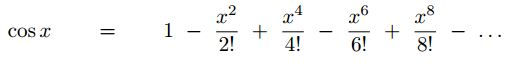 cos x = 1 − x²/2! + x⁴/4! − x⁶/6! + x⁸/8! − ...